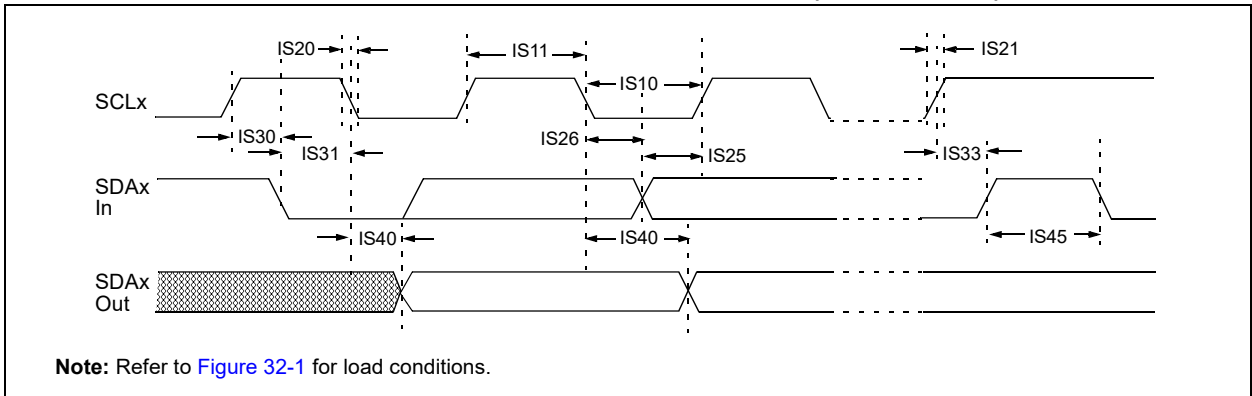 IS20
IS11
IS21
IS10
SCLx
IS30
IS26
IS31
IS25
IS33
SDAx
In
IS40
IS40
IS45
SDAx
Out
Note: Refer to Figure 32-1 for load conditions.